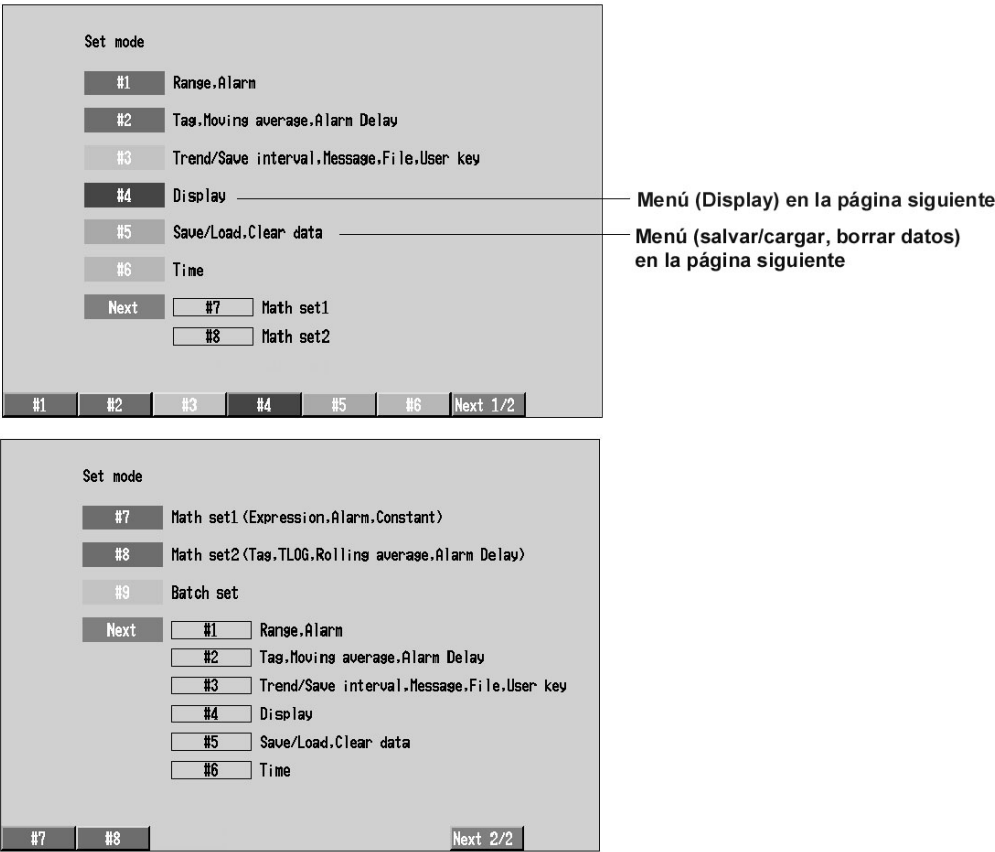 Set mode
#1 Range,Alarm
#2 Tag,Moving average,Alarm Delay
#3 Trend/Save interval,Message,File,User key
#4 Display
Menú (Display) en la página siguiente
#5 Save/Load,Clear data
Menú (salvar/cargar, borrar datos)
en la página siguiente
#6 Time
Next #7 Math set1
#8 Math set2
#1 #2 #3 #4 #5 #6 Next 1/2
Set mode
#7 Math set1(Expression,Alarm,Constant)
#8 Math set2(Tag,TLOG,Rolling average,Alarm Delay)
#9 Batch set
Next #1 Range,Alarm
#2 Tag,Moving average,Alarm Delay
#3 Trend/Save interval,Message,File,User key
#4 Display
#5 Save/Load,Clear data
#6 Time
#7 #8 Next 2/2